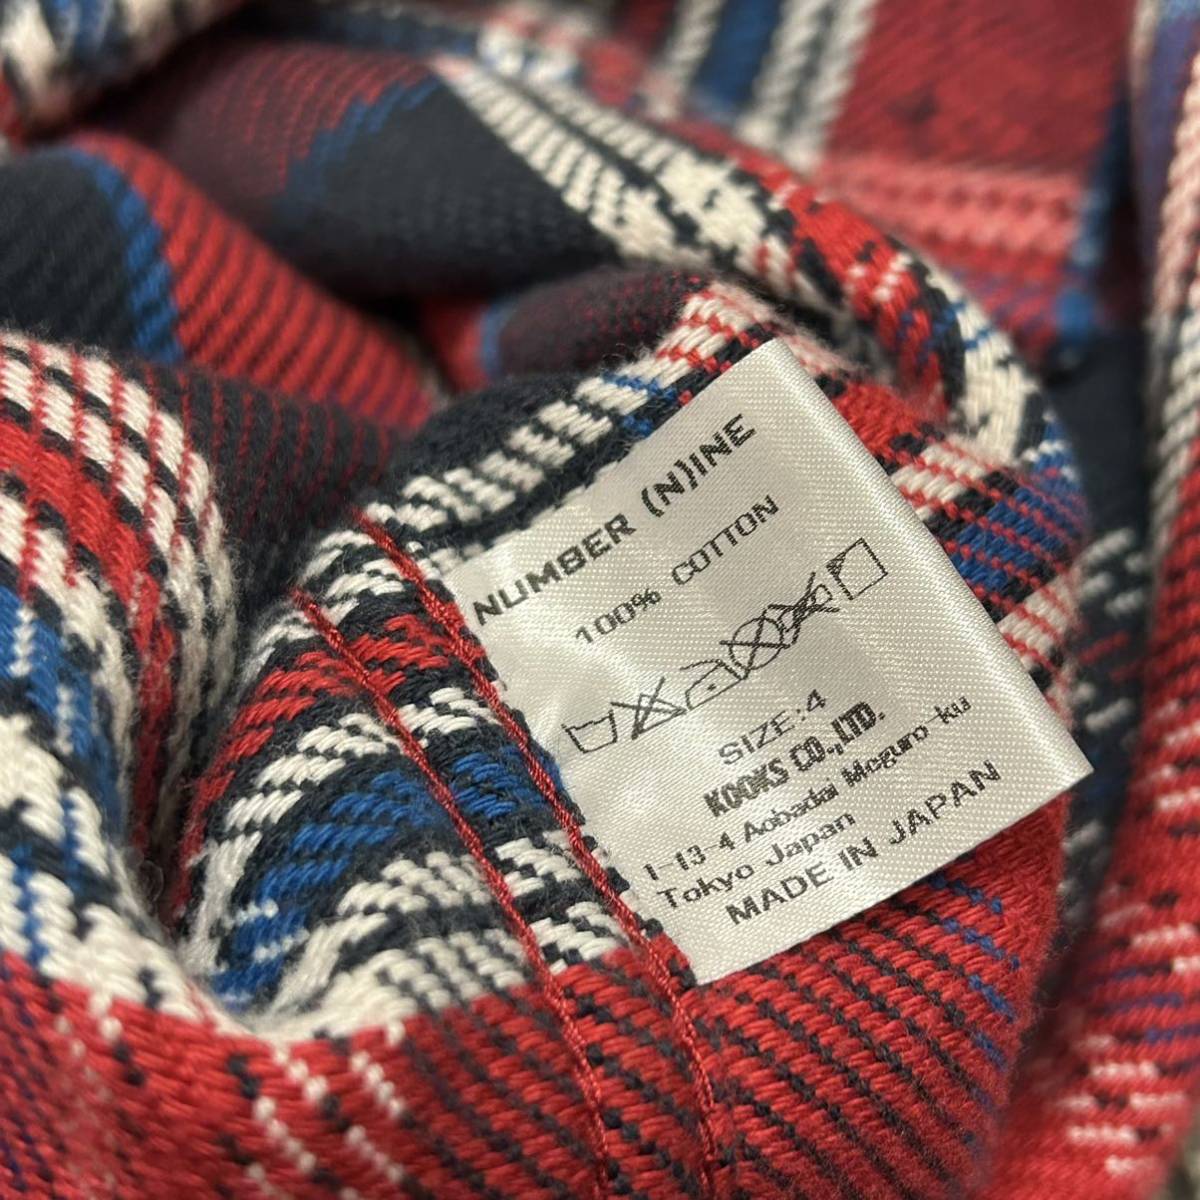 NUMBER (N)INE
100% COTTON
SIZE:4
KOOKS CO.,LTD.
1-13-4 Aobadai Meguro-ku
Tokyo Japan
MADE IN JAPAN